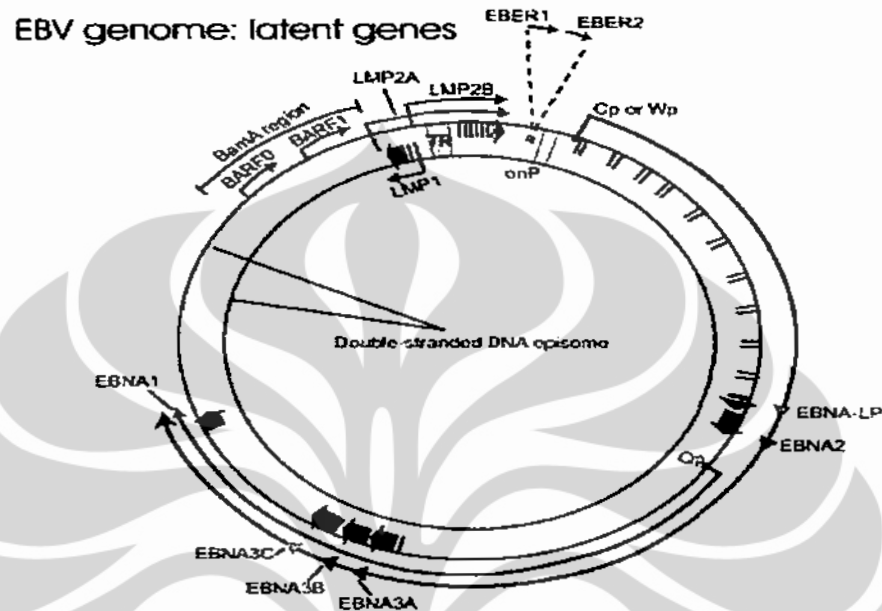 EBV genome: latent genes
EBER1
EBER2
LMP2A
LMP2B
Cp or Wp
BamA region
BARF0
BARF1
TR
LMP1
oriP
Double-stranded DNA episome
EBNA1
EBNA-LP
EBNA2
Qp
EBNA3C
EBNA3B
EBNA3A